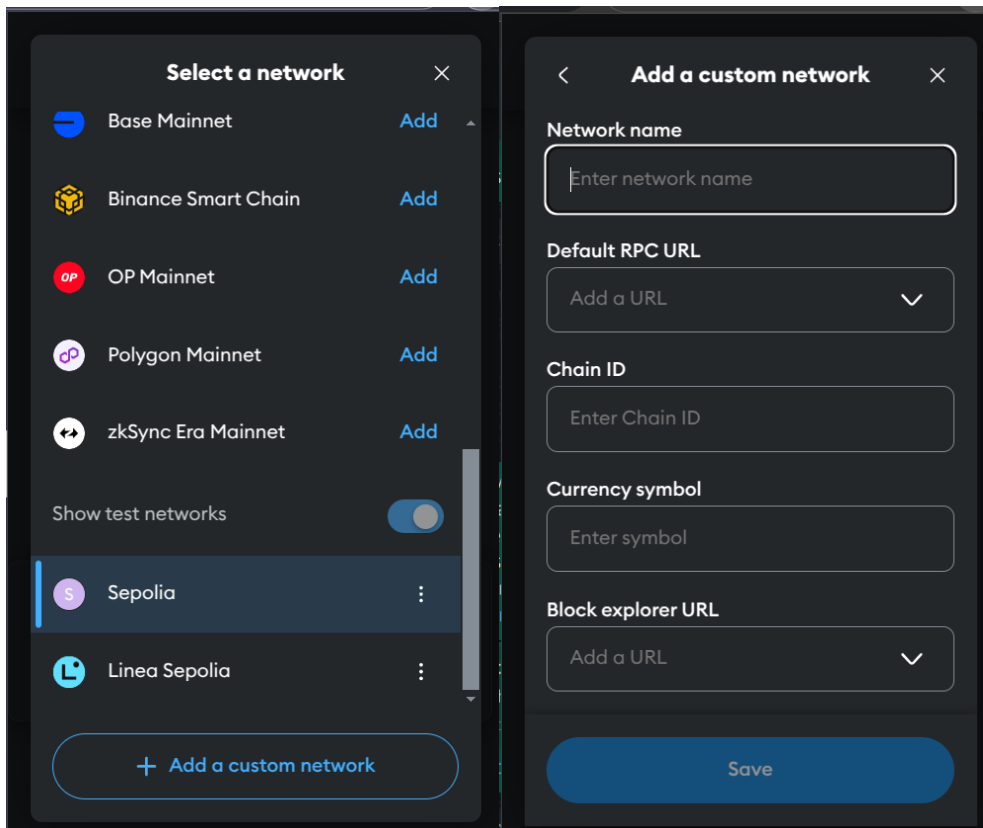 Select a network
Base Mainnet
Add
Binance Smart Chain
Add
OP
OP Mainnet
Add
Polygon Mainnet
Add
zkSync Era Mainnet
Add
Show test networks
S
Sepolia
L
Linea Sepolia
+ Add a custom network
Add a custom network
Network name
Enter network name
Default RPC URL
Add a URL
Chain ID
Enter Chain ID
Currency symbol
Enter symbol
Block explorer URL
Add a URL
Save